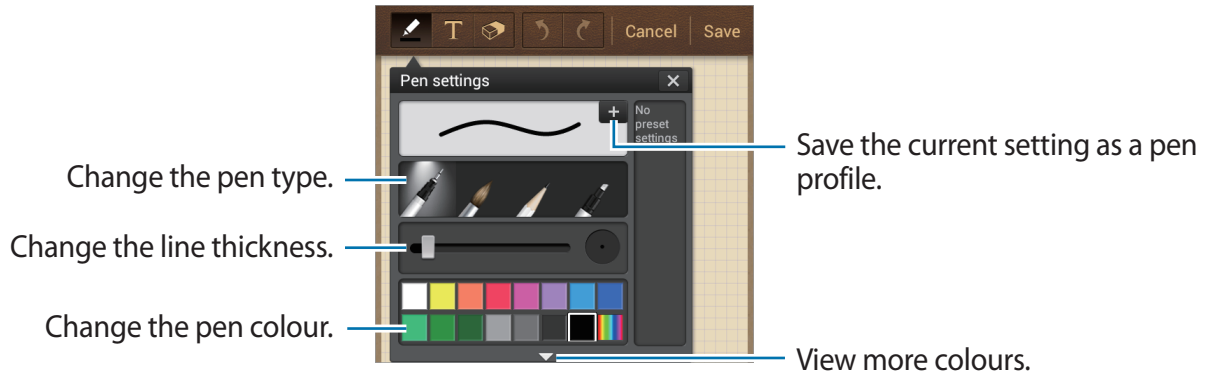 T
Cancel
Save
Pen settings
No
preset
settings
Save the current setting as a pen
profile.
Change the pen type.
Change the line thickness.
Change the pen colour.
View more colours.